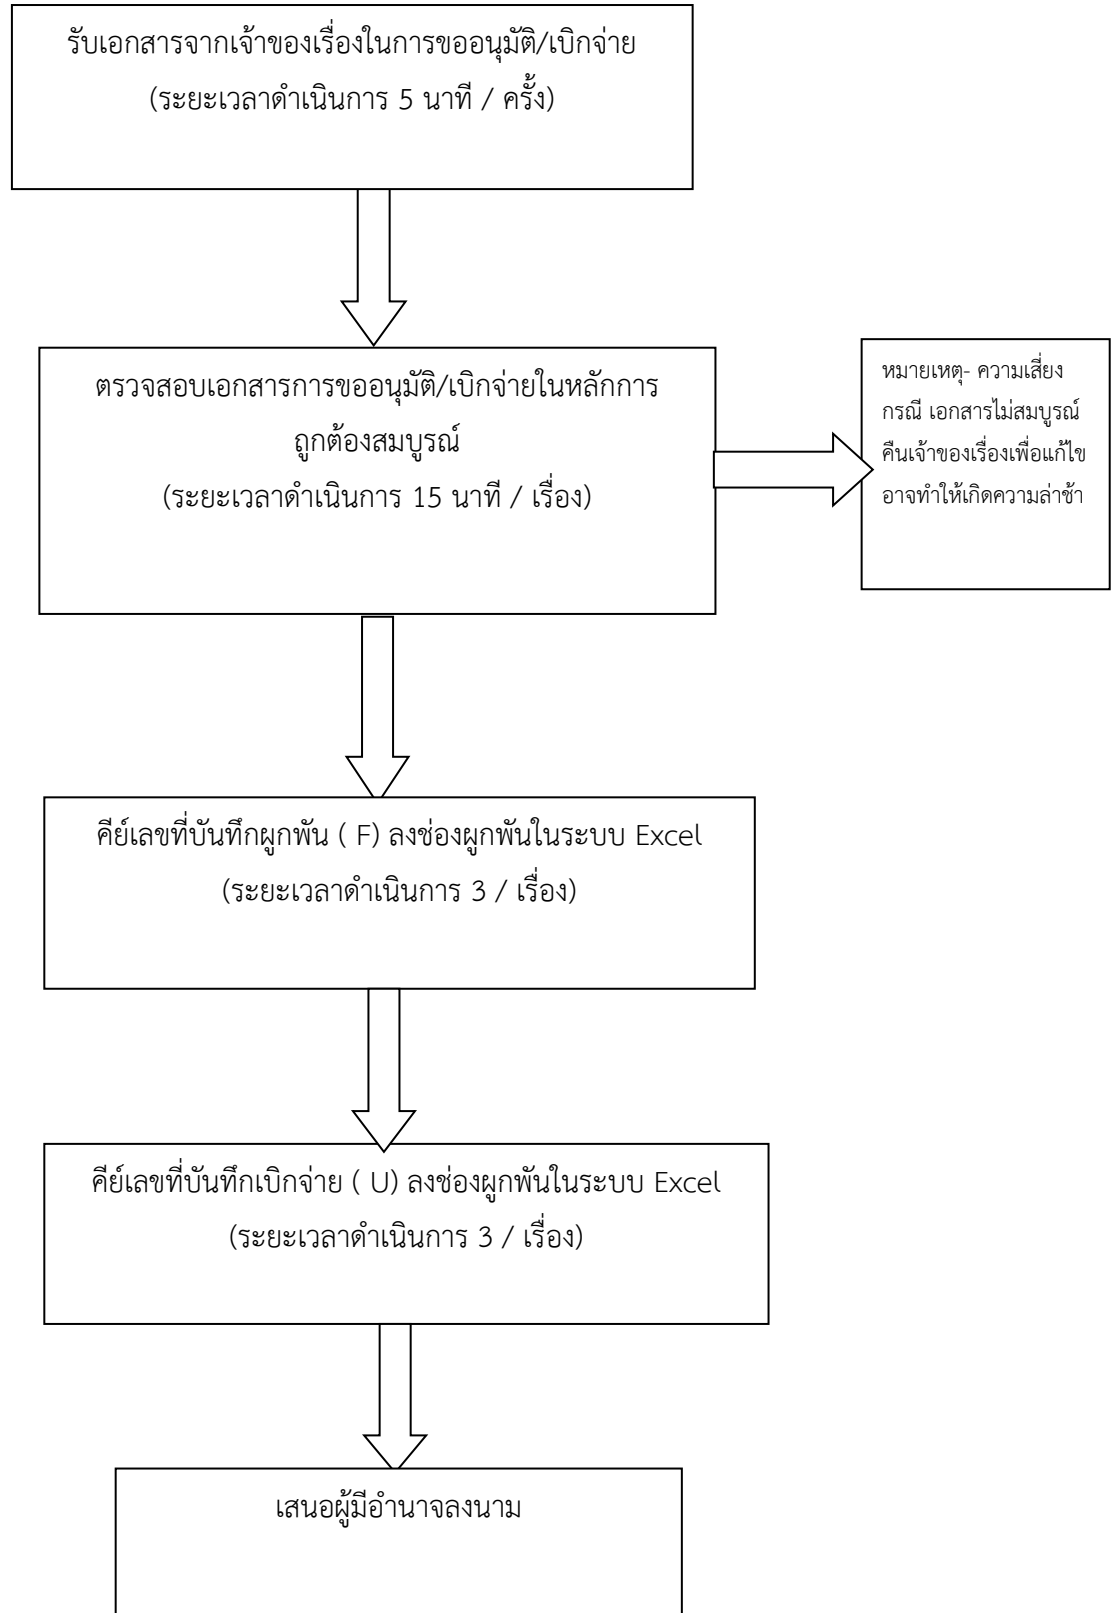 รับเอกสารจากเจ้าของเรื่องในการขออนุมัติ/เบิกจ่าย
(ระยะเวลาดำเนินการ 5 นาที / ครั้ง)
ตรวจสอบเอกสารการขออนุมัติ/เบิกจ่ายในหลักการ
ถูกต้องสมบูรณ์
(ระยะเวลาดำเนินการ 15 นาที / เรื่อง)
หมายเหตุ- ความเสี่ยง
กรณี เอกสารไม่สมบูรณ์
คืนเจ้าของเรื่องเพื่อแก้ไข
อาจทำให้เกิดความล่าช้า
คีย์เลขที่บันทึกผูกพัน ( F) ลงช่องผูกพันในระบบ Excel
(ระยะเวลาดำเนินการ 3 / เรื่อง)
คีย์เลขที่บันทึกเบิกจ่าย ( U) ลงช่องผูกพันในระบบ Excel
(ระยะเวลาดำเนินการ 3 / เรื่อง)
เสนอผู้มีอำนาจลงนาม